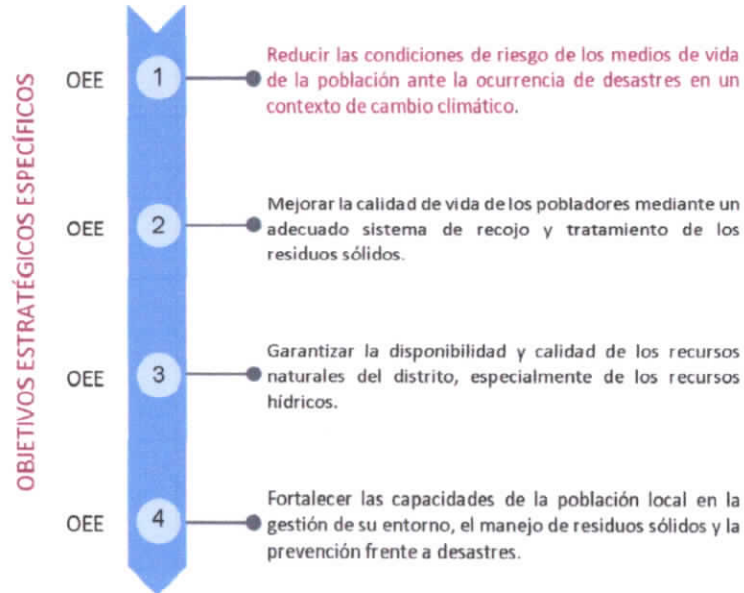 OBJETIVOS ESTRATÉGICOS ESPECÍFICOS
OEE 1
Reducir las condiciones de riesgo de los medios de vida
de la población ante la ocurrencia de desastres en un
contexto de cambio climático.
OEE 2
Mejorar la calidad de vida de los pobladores mediante un
adecuado sistema de recojo y tratamiento de los
residuos sólidos.
OEE 3
Garantizar la disponibilidad y calidad de los recursos
naturales del distrito, especialmente de los recursos
hídricos.
OEE 4
Fortalecer las capacidades de la población local en la
gestión de su entorno, el manejo de residuos sólidos y la
prevención frente a desastres.